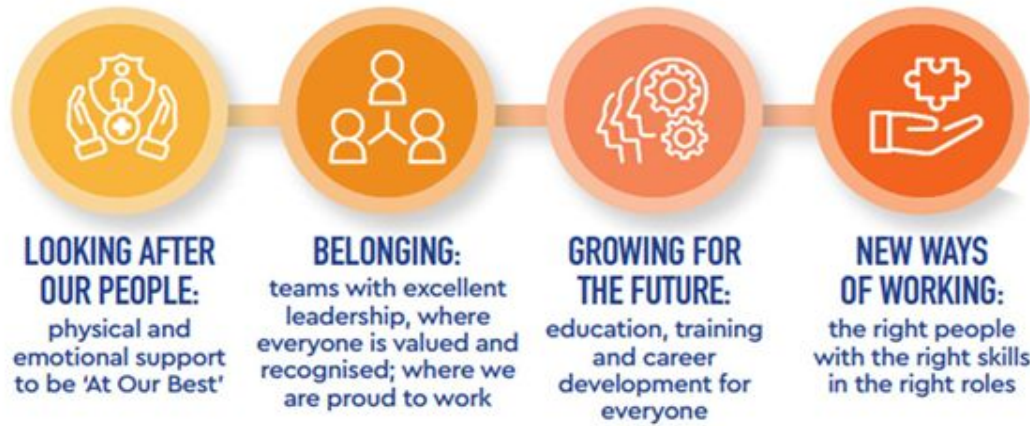 LOOKING AFTER
OUR PEOPLE:
physical and
emotional support
to be 'At Our Best'
BELONGING:
teams with excellent
leadership, where
everyone is valued and
recognised; where we
are proud to work
GROWING FOR
THE FUTURE:
education, training
and career
development for
everyone
NEW WAYS
OF WORKING:
the right people
with the right skills
in the right roles